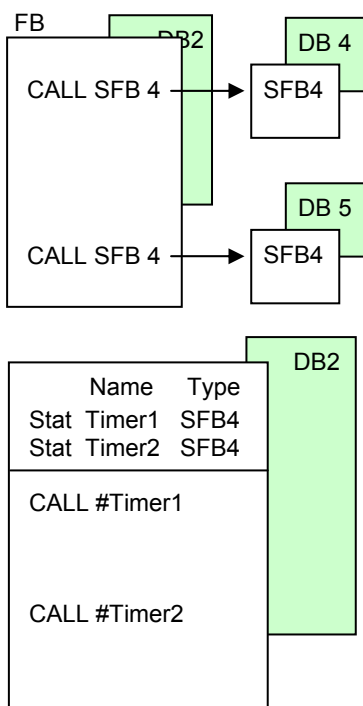 FB
DB2
DB 4
CALL SFB 4
SFB4
DB 5
CALL SFB 4
SFB4
DB2
Name Type
Stat Timer1 SFB4
Stat Timer2 SFB4
CALL #Timer1
CALL #Timer2